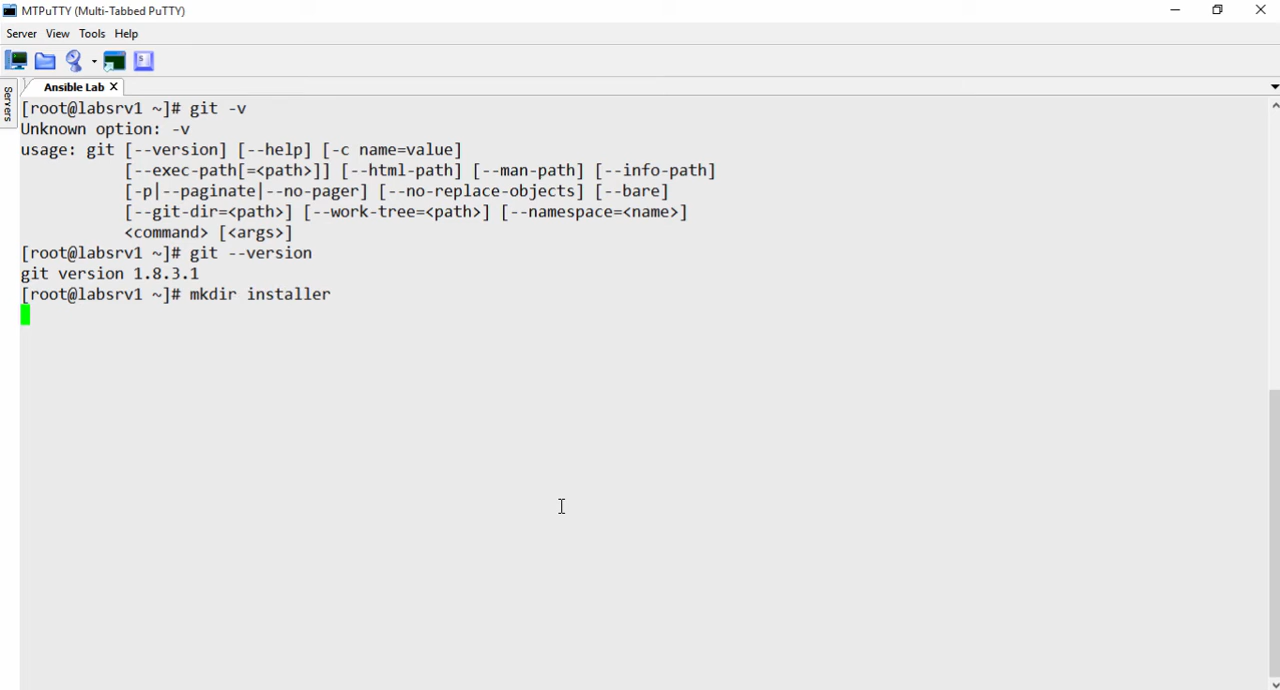 MTPuTTY (Multi-Tabbed PuTTY)
Server View Tools Help
Ansible Lab X
Servers
[root@labsrv1 ~]# git -v
Unknown option: -v
usage: git [--version] [--help] [-c name=value]
           [--exec-path[=<path>]] [--html-path] [--man-path] [--info-path]
           [-p|--paginate|--no-pager] [--no-replace-objects] [--bare]
           [--git-dir=<path>] [--work-tree=<path>] [--namespace=<name>]
           <command> [<args>]
[root@labsrv1 ~]# git --version
git version 1.8.3.1
[root@labsrv1 ~]# mkdir installer